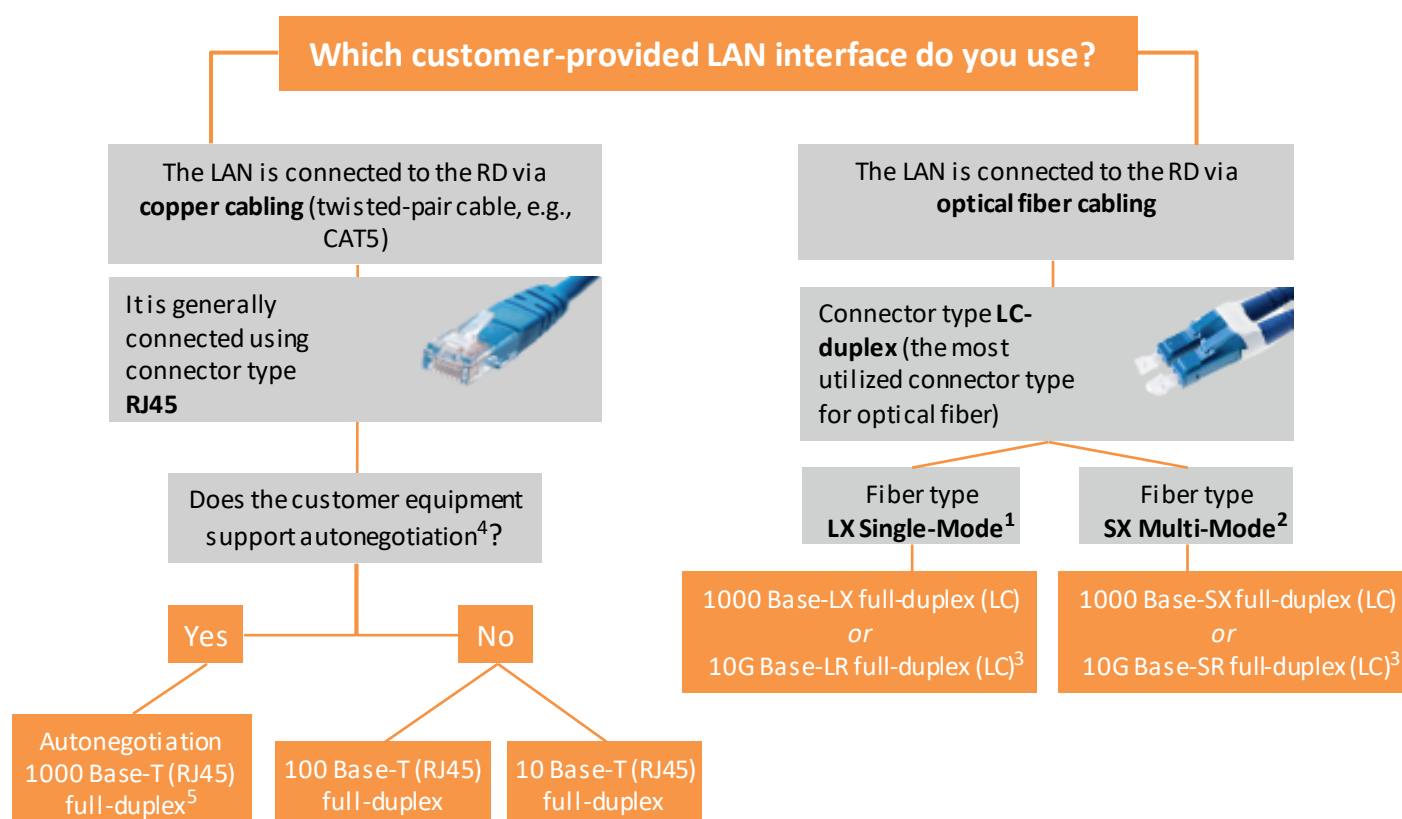 Which customer-provided LAN interface do you use?
The LAN is connected to the RD via
copper cabling (twisted-pair cable, e.g.,
CAT5)
It is generally
connected using
connector type
RJ45
Does the customer equipment
support autonegotiation4?
Yes
No
Autonegotiation
1000 Base-T (RJ45)
full-duplex5
100 Base-T (RJ45)
full-duplex
10 Base-T (RJ45)
full-duplex
The LAN is connected to the RD via
optical fiber cabling
Connector type LC-
duplex (the most
utilized connector type
for optical fiber)
Fiber type
LX Single-Mode1
Fiber type
SX Multi-Mode2
1000 Base-LX full-duplex (LC)
or
10G Base-LR full-duplex (LC)3
1000 Base-SX full-duplex (LC)
or
10G Base-SR full-duplex (LC)3